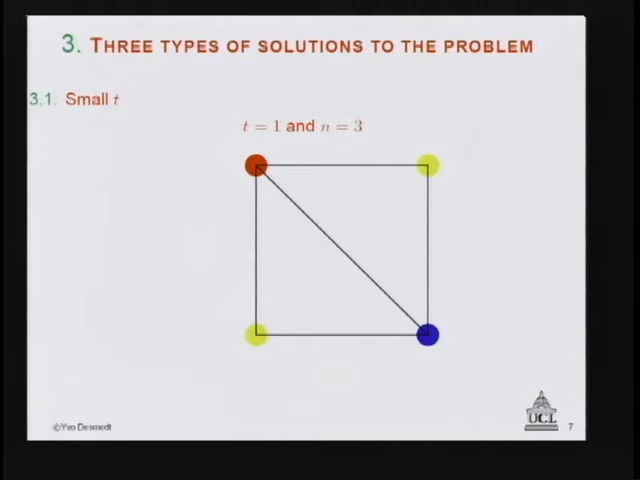 3. THREE TYPES OF SOLUTIONS TO THE PROBLEM
3.1. Small t
t = 1 and n = 3
©Yvo Desmedt
UCL
7